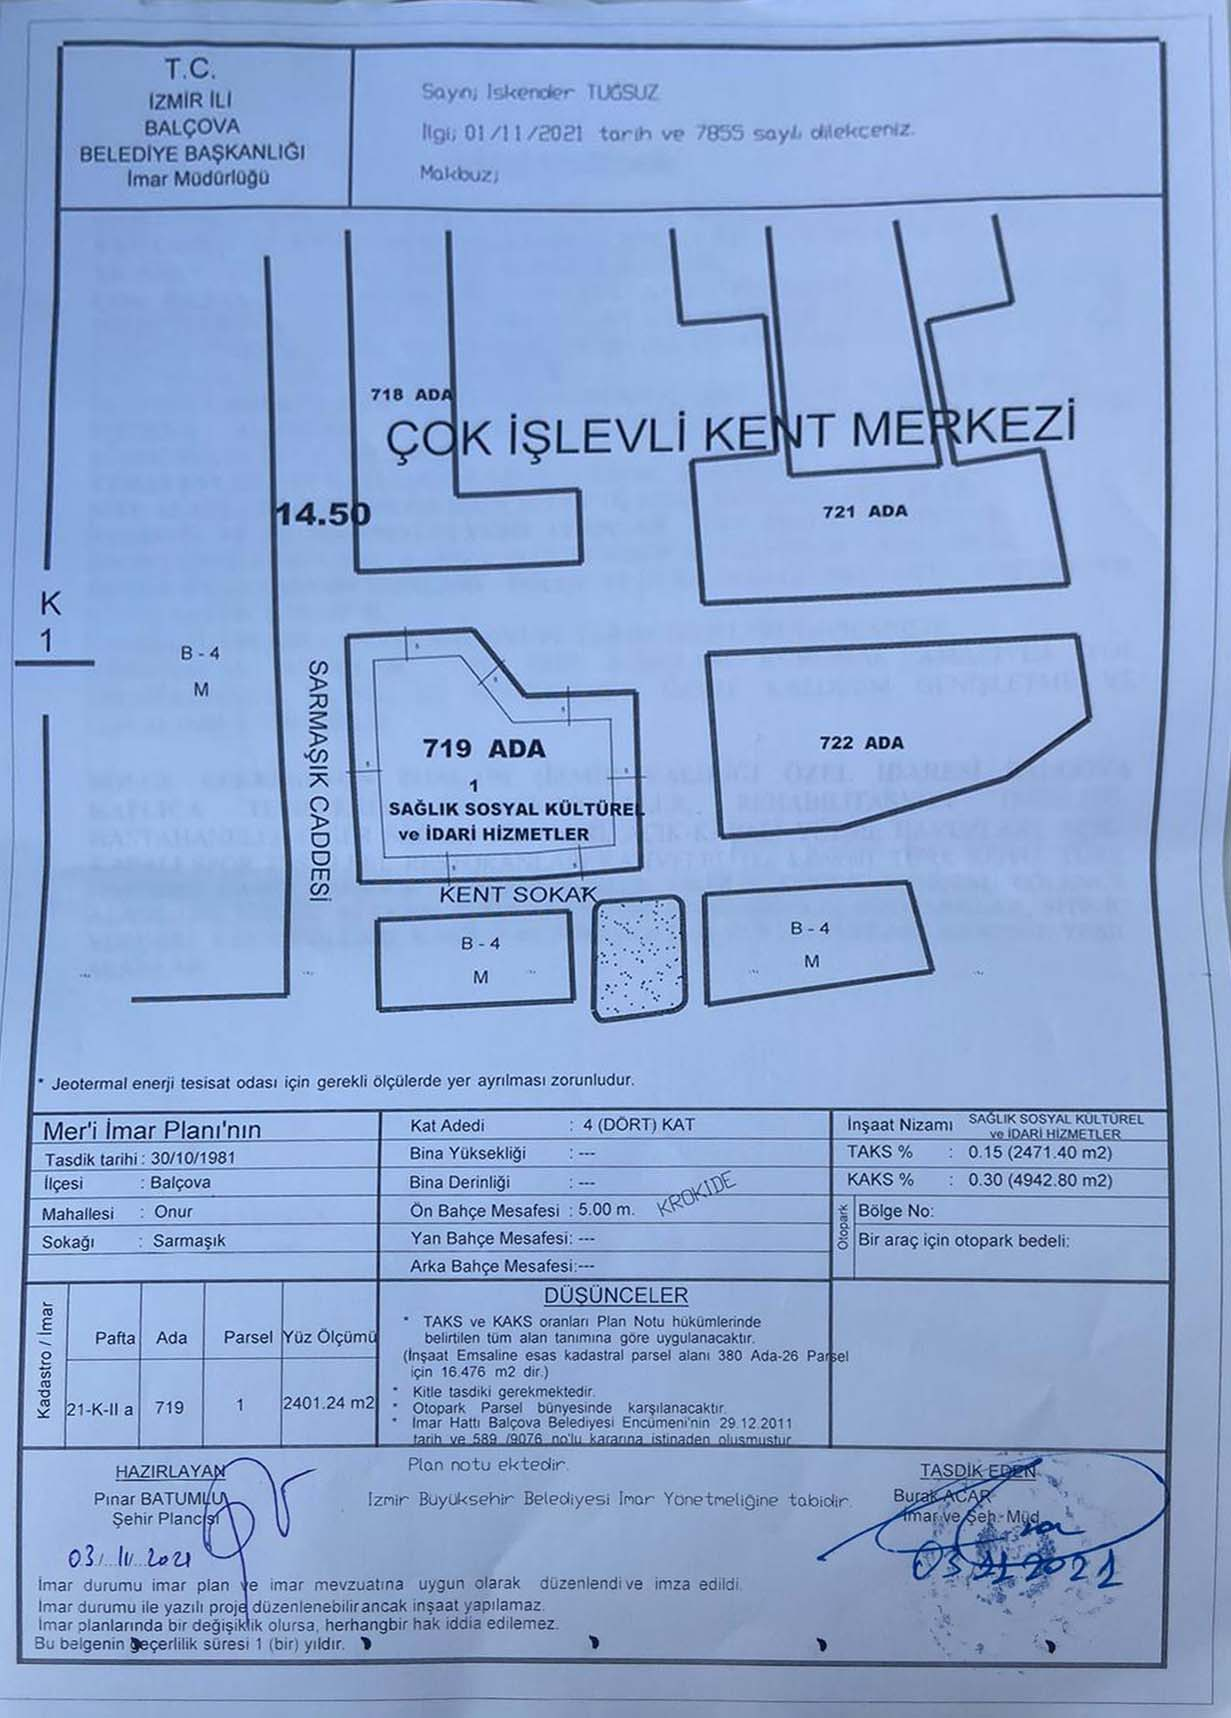 T.C.
İZMİR İLİ
BALÇOVA
BELEDİYE BAŞKANLIĞI
İmar Müdürlüğü
Sayın; İskender TUĞSUZ
İlgi; 01/11/2021 tarih ve 7855 sayılı dilekçeniz.
Makbuz;
718 ADA
ÇOK İŞLEVLİ KENT MERKEZİ
14.50
721 ADA
K
1
B - 4
M
SARMAŞIK CADDESİ
719 ADA
1
SAĞLIK SOSYAL KÜLTÜREL
ve İDARİ HİZMETLER
722 ADA
KENT SOKAK
B - 4
M
B - 4
M
* Jeotermal enerji tesisat odası için gerekli ölçülerde yer ayrılması zorunludur.
Mer'i İmar Planı'nın
Tasdik tarihi : 30/10/1981
İlçesi : Balçova
Mahallesi : Onur
Sokağı : Sarmaşık
Kat Adedi : 4 (DÖRT) KAT
Bina Yüksekliği : ---
Bina Derinliği : ---
Ön Bahçe Mesafesi : 5.00 m. KROKİDE
Yan Bahçe Mesafesi: ---
Arka Bahçe Mesafesi:---
İnşaat Nizamı SAĞLIK SOSYAL KÜLTÜREL
ve İDARİ HİZMETLER
TAKS % : 0.15 (2471.40 m2)
KAKS % : 0.30 (4942.80 m2)
Otopark
Bölge No:
Bir araç için otopark bedeli:
Kadastro / İmar
Pafta Ada Parsel Yüz Ölçümü
21-K-II a 719 1 2401.24 m2
DÜŞÜNCELER
* TAKS ve KAKS oranları Plan Notu hükümlerinde
belirtilen tüm alan tanımına göre uygulanacaktır.
(İnşaat Emsaline esas kadastral parsel alanı 380 Ada-26 Parsel
için 16.476 m2 dir.)
* Kitle tasdiki gerekmektedir.
* Otopark Parsel bünyesinde karşılanacaktır.
* İmar Hattı Balçova Belediyesi Encümeni'nin 29.12.2011
tarih ve 589 /9076 no'lu kararına istinaden oluşmuştur
Plan notu ektedir.
İzmir Büyükşehir Belediyesi İmar Yönetmeliğine tabidir.
HAZIRLAYAN
Pınar BATUMLU
Şehir Plancısı
03/11/2021
TASDİK EDEN
Burak ACAR
İmar ve Şeh. Müd
03.11.2021
İmar durumu imar plan ve imar mevzuatına uygun olarak düzenlendi ve imza edildi.
İmar durumu ile yazılı proje düzenlenebilir ancak inşaat yapılamaz.
İmar planlarında bir değişiklik olursa, herhangbir hak iddia edilemez.
Bu belgenin geçerlilik süresi 1 (bir) yıldır.